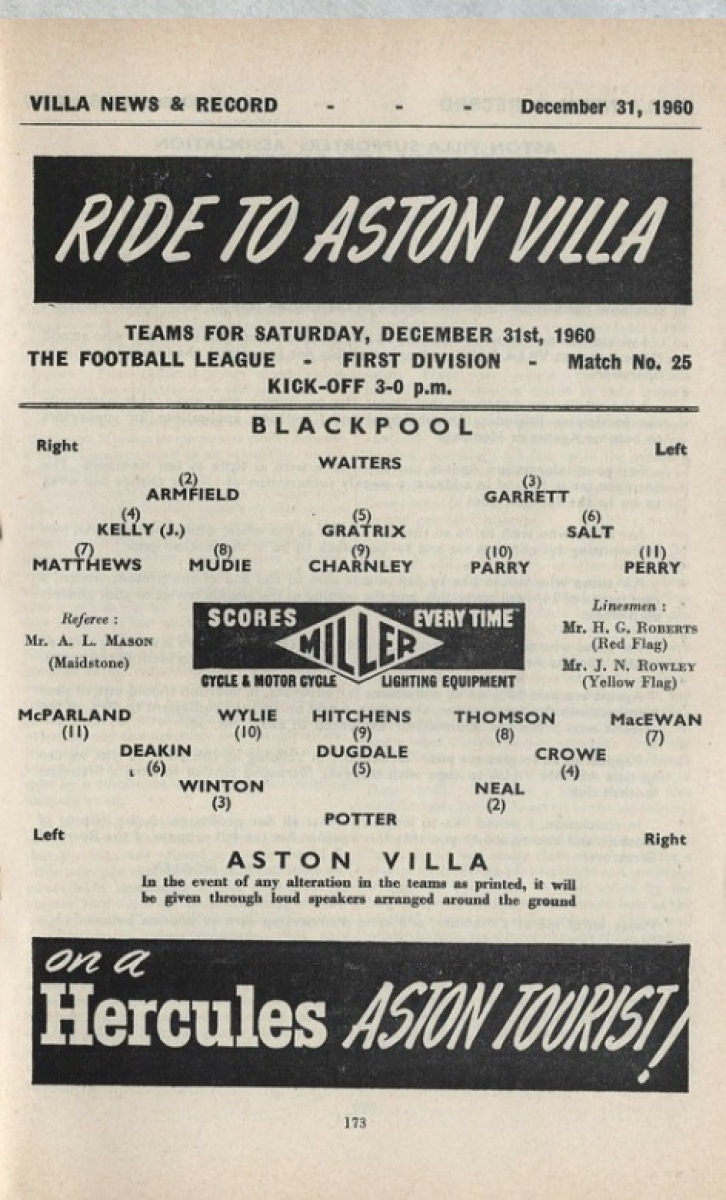 VILLA NEWS & RECORD - - - December 31, 1960
RIDE TO ASTON VILLA
TEAMS FOR SATURDAY, DECEMBER 31st, 1960
THE FOOTBALL LEAGUE - FIRST DIVISION - Match No. 25
KICK-OFF 3-0 p.m.
BLACKPOOL
Right Left
WAITERS
(2) (3)
ARMFIELD GARRETT
(4) (5) (6)
KELLY (J.) GRATRIX SALT
(7) (8) (9) (10) (11)
MATTHEWS MUDIE CHARNLEY PARRY PERRY
Referee :
Mr. A. L. MASON
(Maidstone)
SCORES MILLER EVERY TIME
CYCLE & MOTOR CYCLE LIGHTING EQUIPMENT
Linesmen :
Mr. H. G. ROBERTS
(Red Flag)
Mr. J. N. ROWLEY
(Yellow Flag)
McPARLAND WYLIE HITCHENS THOMSON MacEWAN
(11) (10) (9) (8) (7)
DEAKIN DUGDALE CROWE
(6) (5) (4)
WINTON NEAL
(3) (2)
POTTER
Left Right
ASTON VILLA
In the event of any alteration in the teams as printed, it will
be given through loud speakers arranged around the ground
on a
Hercules ASTON TOURIST!
173